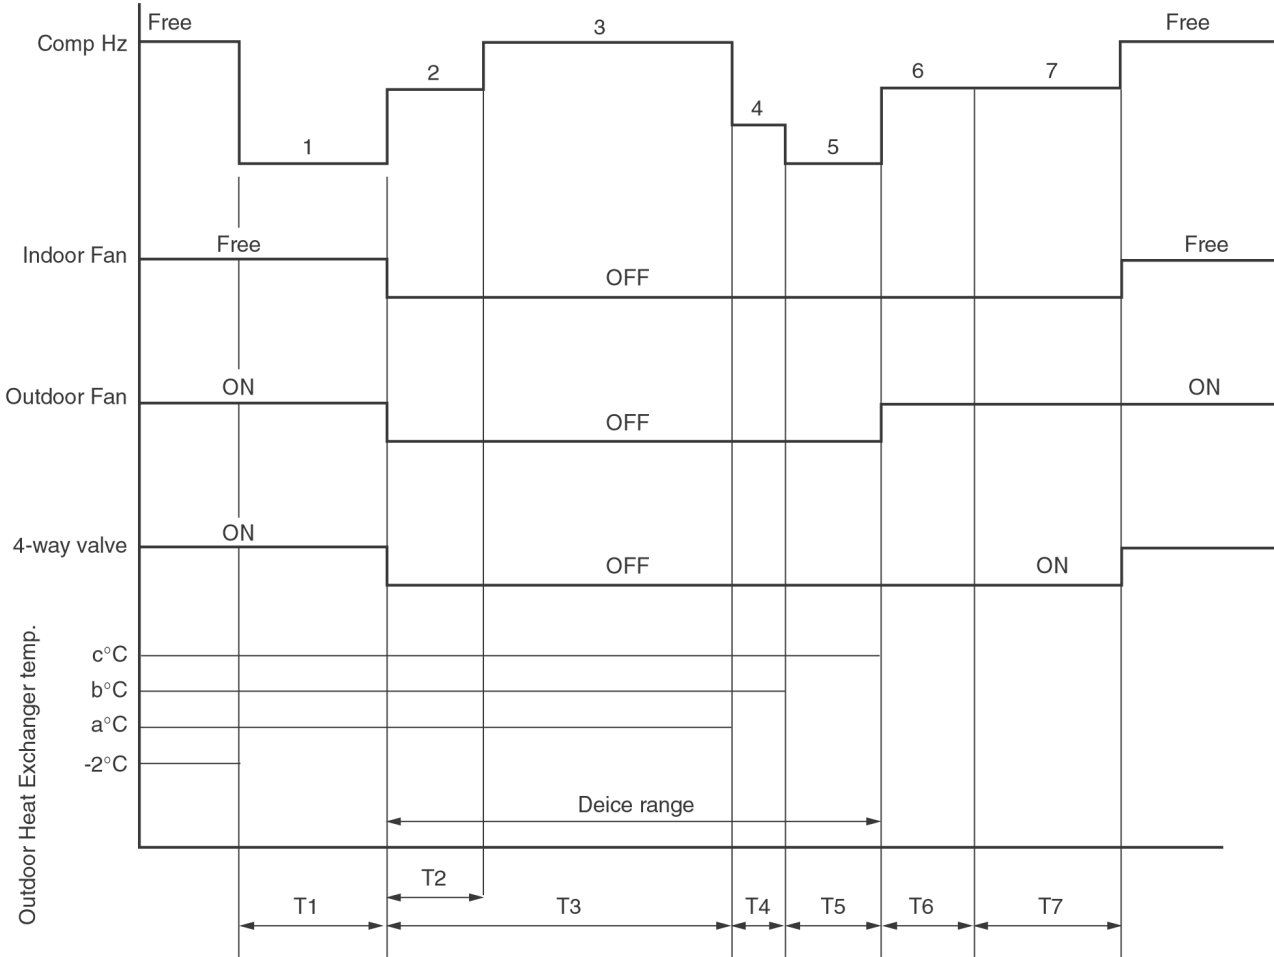 Free
3
Free
Comp Hz
2
6
7
4
1
5
Free
Free
Indoor Fan
OFF
ON
ON
Outdoor Fan
OFF
ON
4-way valve
OFF
ON
Outdoor Heat Exchanger temp.
c°C
b°C
a°C
-2°C
Deice range
T2
T1
T3
T4
T5
T6
T7